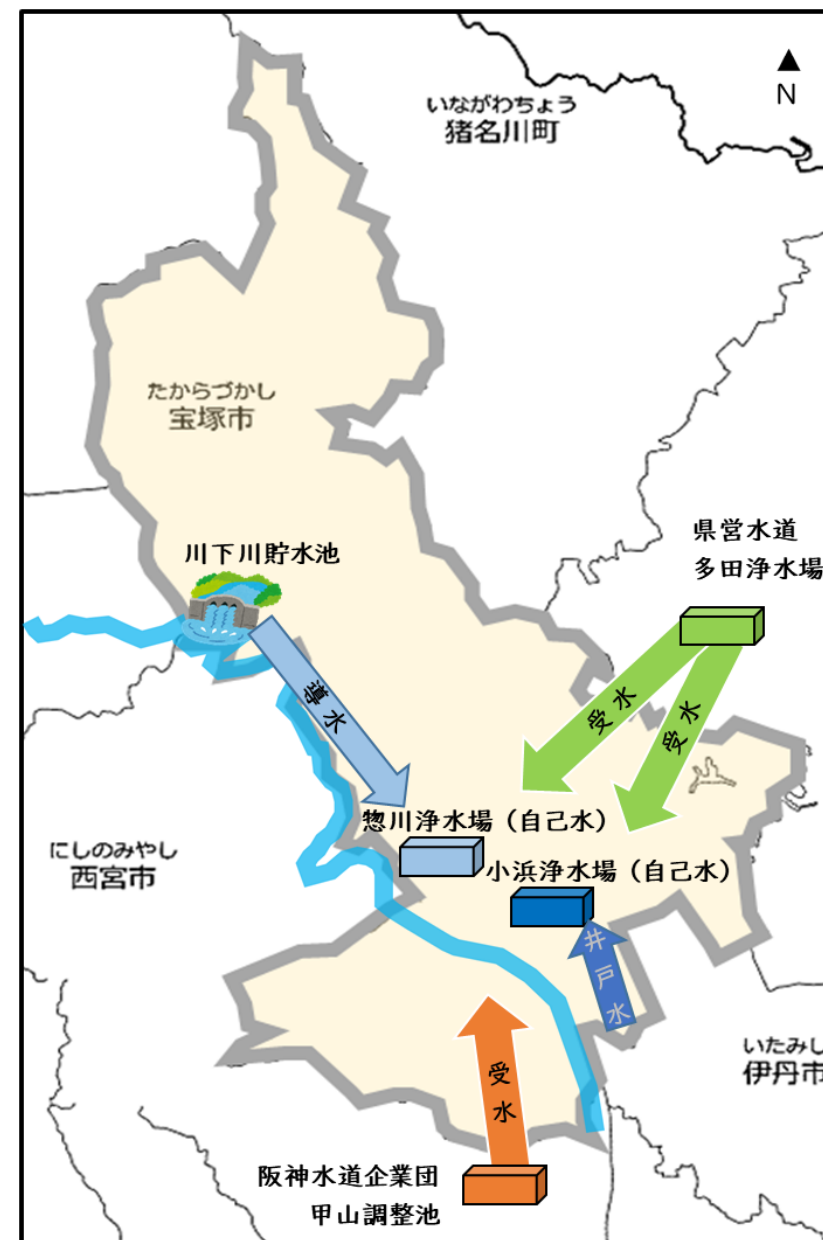 いながわちょう
猪名川町
N
たからづかし
宝塚市
県営水道
多田浄水場
川下川貯水池
導水
受水
受水
惣川浄水場（自己水）
にしのみやし
西宮市
小浜浄水場（自己水）
井戸水
いたみし
伊丹市
受水
阪神水道企業団
甲山調整池